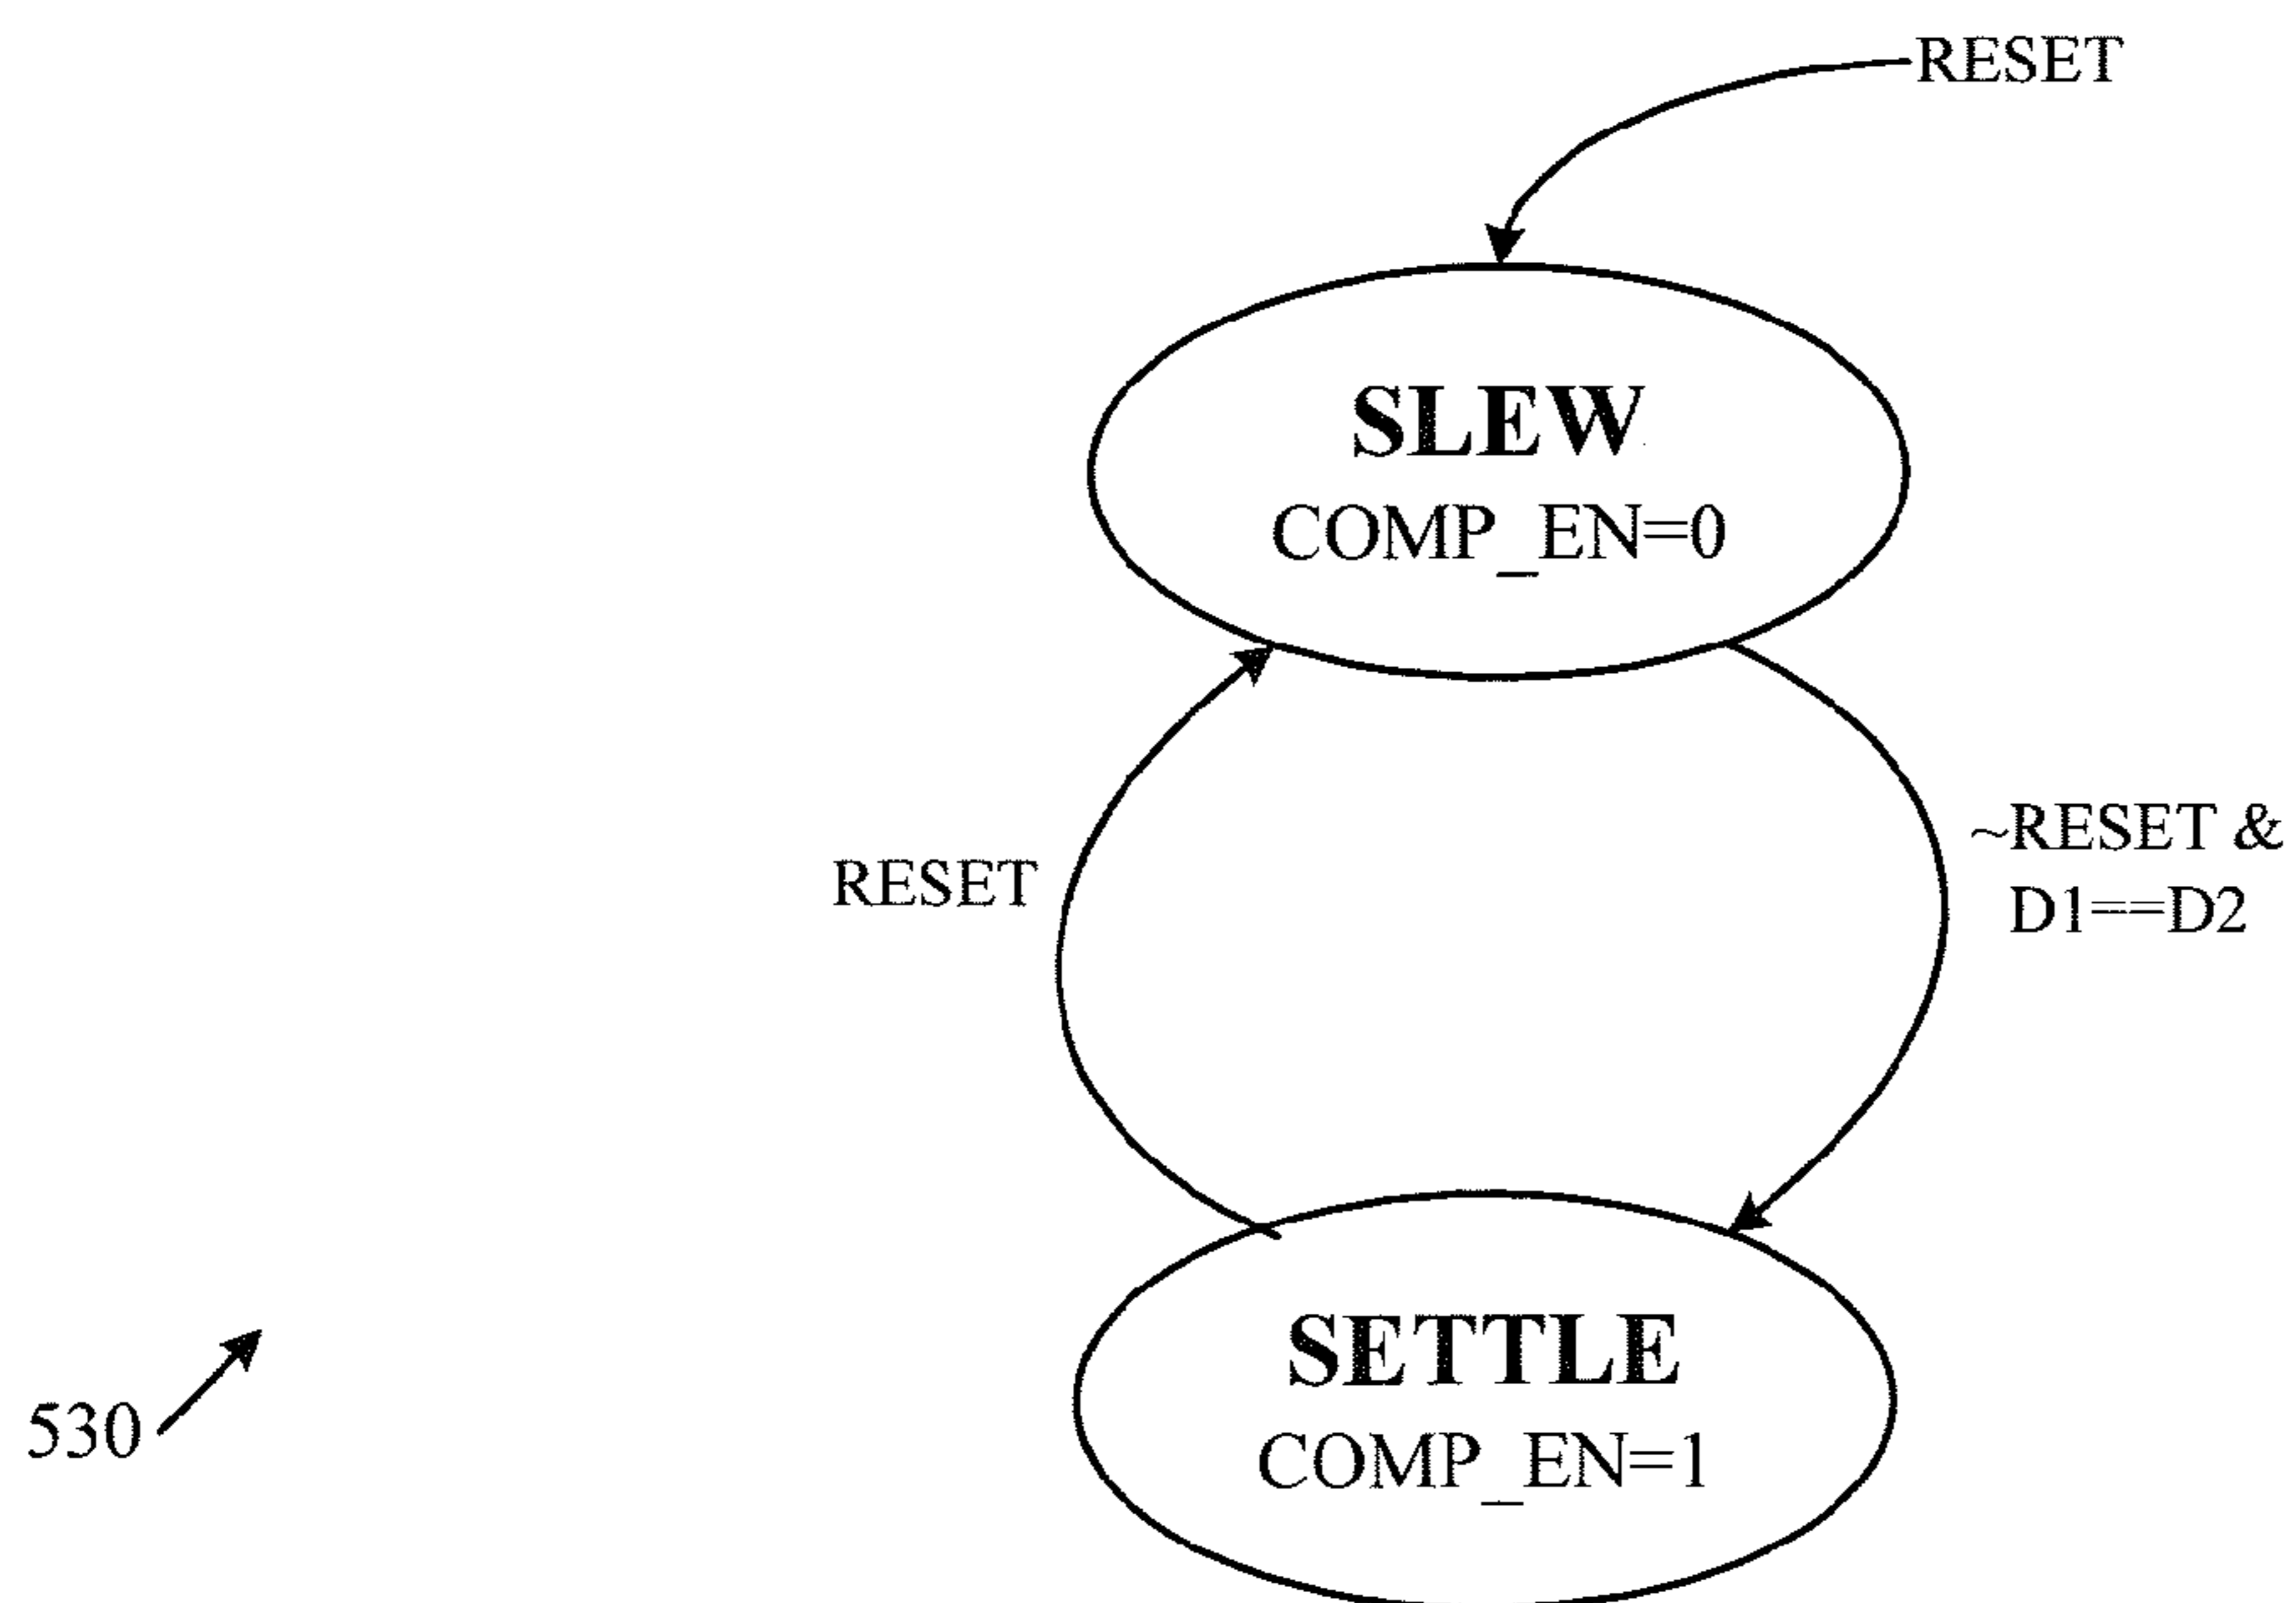 RESET
SLEW
COMP_EN=0
RESET
~RESET &
D1==D2
SETTLE
COMP_EN=1
530